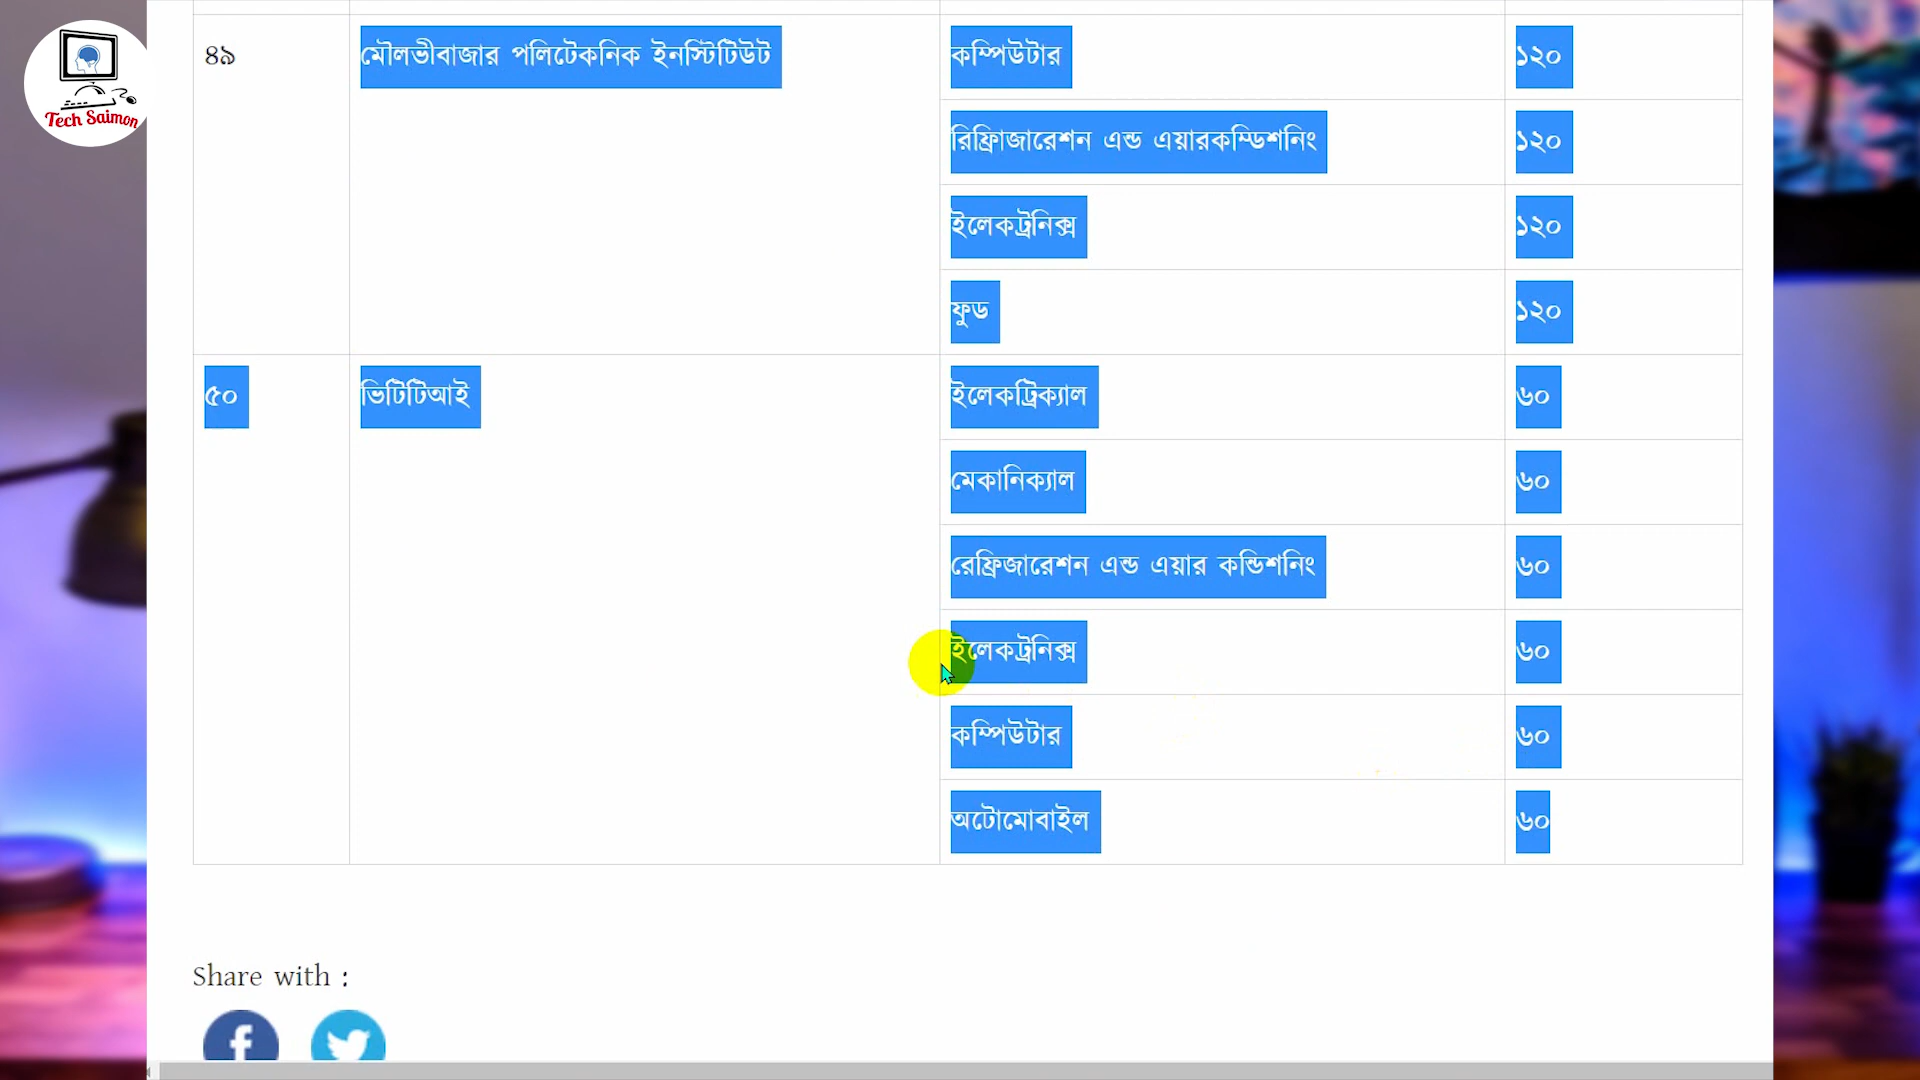 Tech Saimon
৪৯ মৌলভীবাজার পলিটেকনিক ইনস্টিটিউট কম্পিউটার ১২০
রিফ্রিাজারেশন এন্ড এয়ারকম্ডিশনিং ১২০
ইলেকট্রনিক্স ১২০
ফুড ১২০
৫০ ভিটিটিআই ইলেকট্রিক্যাল ৬০
মেকানিক্যাল ৬০
রেফ্রিজারেশন এন্ড এয়ার কন্ডিশনিং ৬০
ইলেকট্রনিক্স ৬০
কম্পিউটার ৬০
অটোমোবাইল ৬০
Share with :